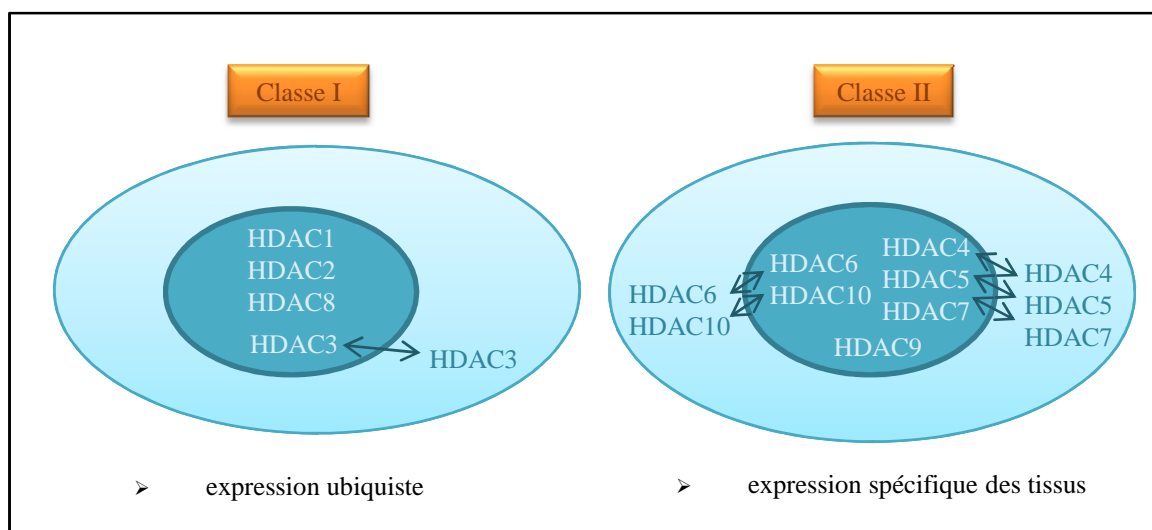 Classe I
HDAC1
HDAC2
HDAC8
HDAC3
HDAC3
➢ expression ubiquiste
Classe II
HDAC6
HDAC10
HDAC6
HDAC10
HDAC4
HDAC5
HDAC7
HDAC9
HDAC4
HDAC5
HDAC7
➢ expression spécifique des tissus